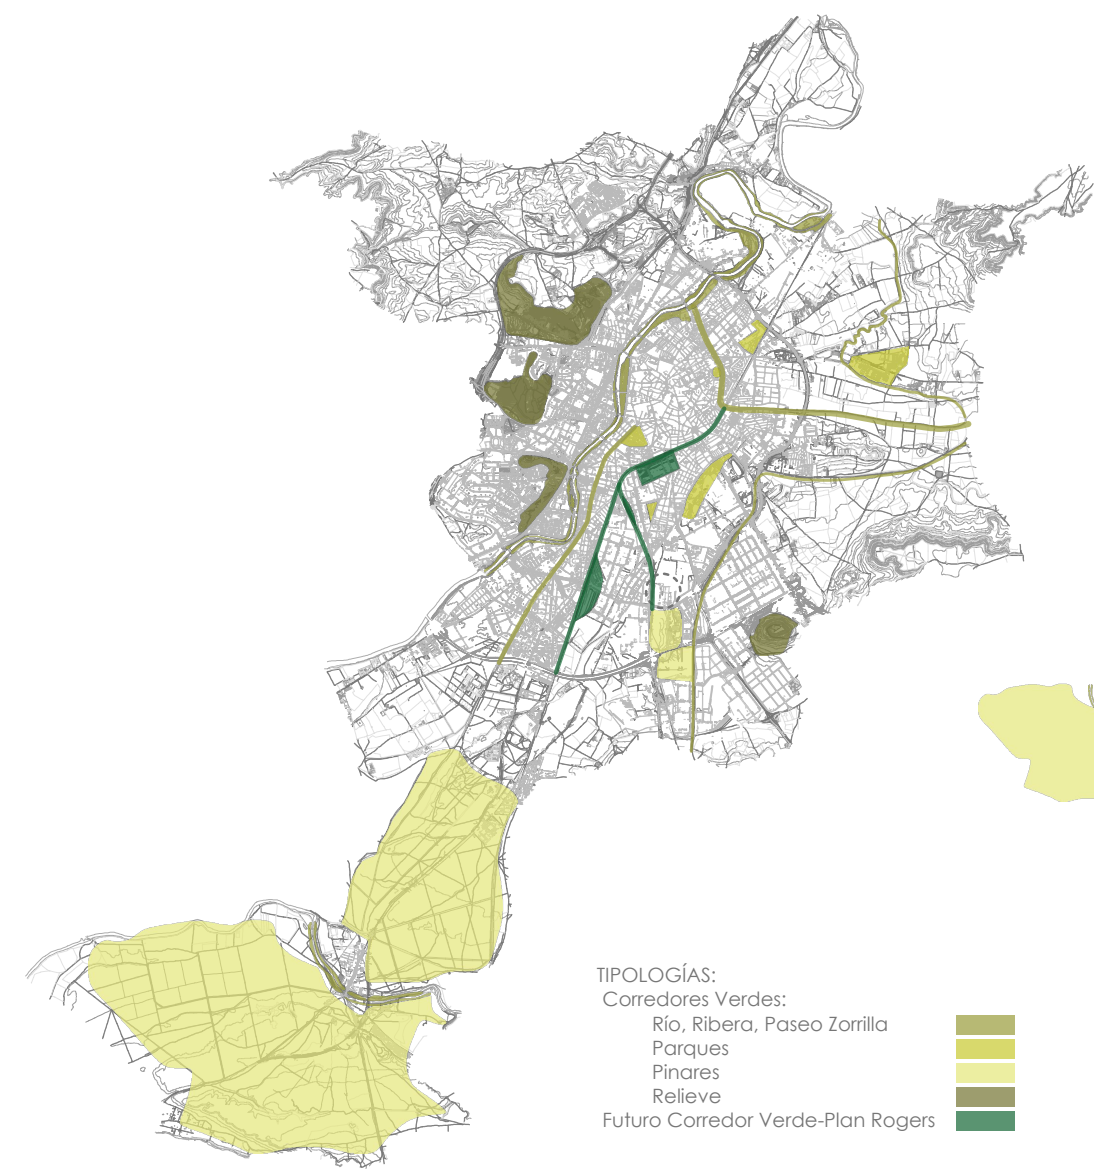 TIPOLOGÍAS:
Corredores Verdes:
Río, Ribera, Paseo Zorrilla
Parques
Pinares
Relieve
Futuro Corredor Verde-Plan Rogers